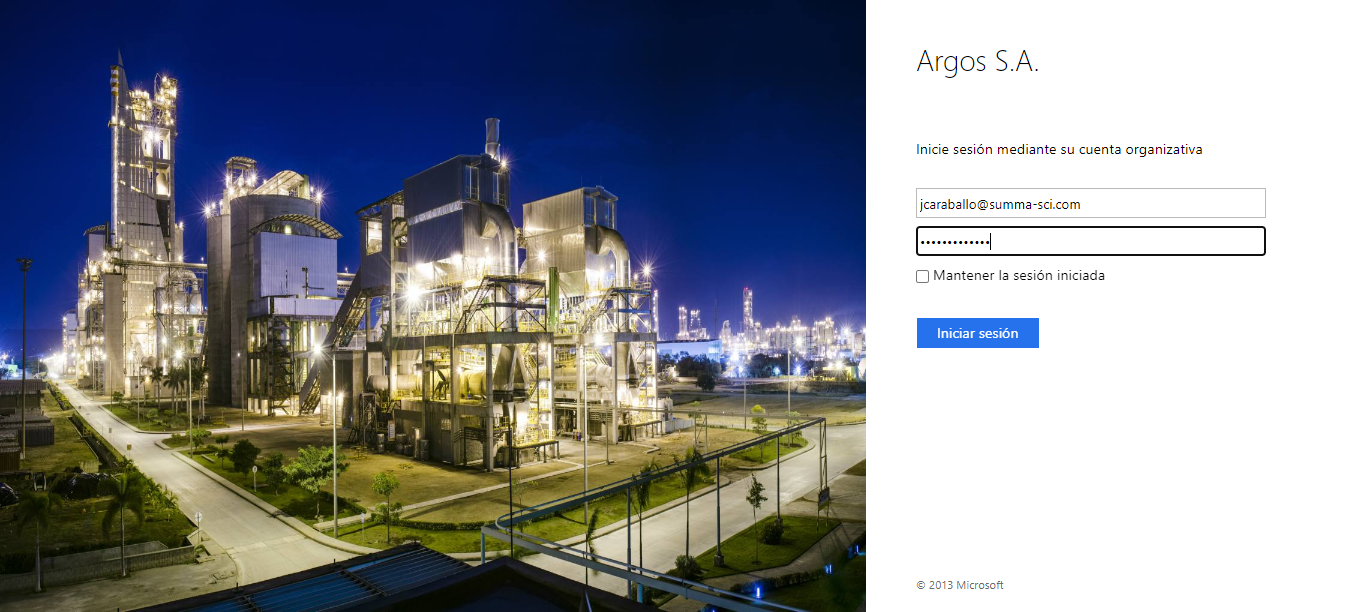 Argos S.A.
Inicie sesión mediante su cuenta organizativa
jcaraballo@summa-sci.com
•••••••••••••
Mantener la sesión iniciada
Iniciar sesión
© 2013 Microsoft